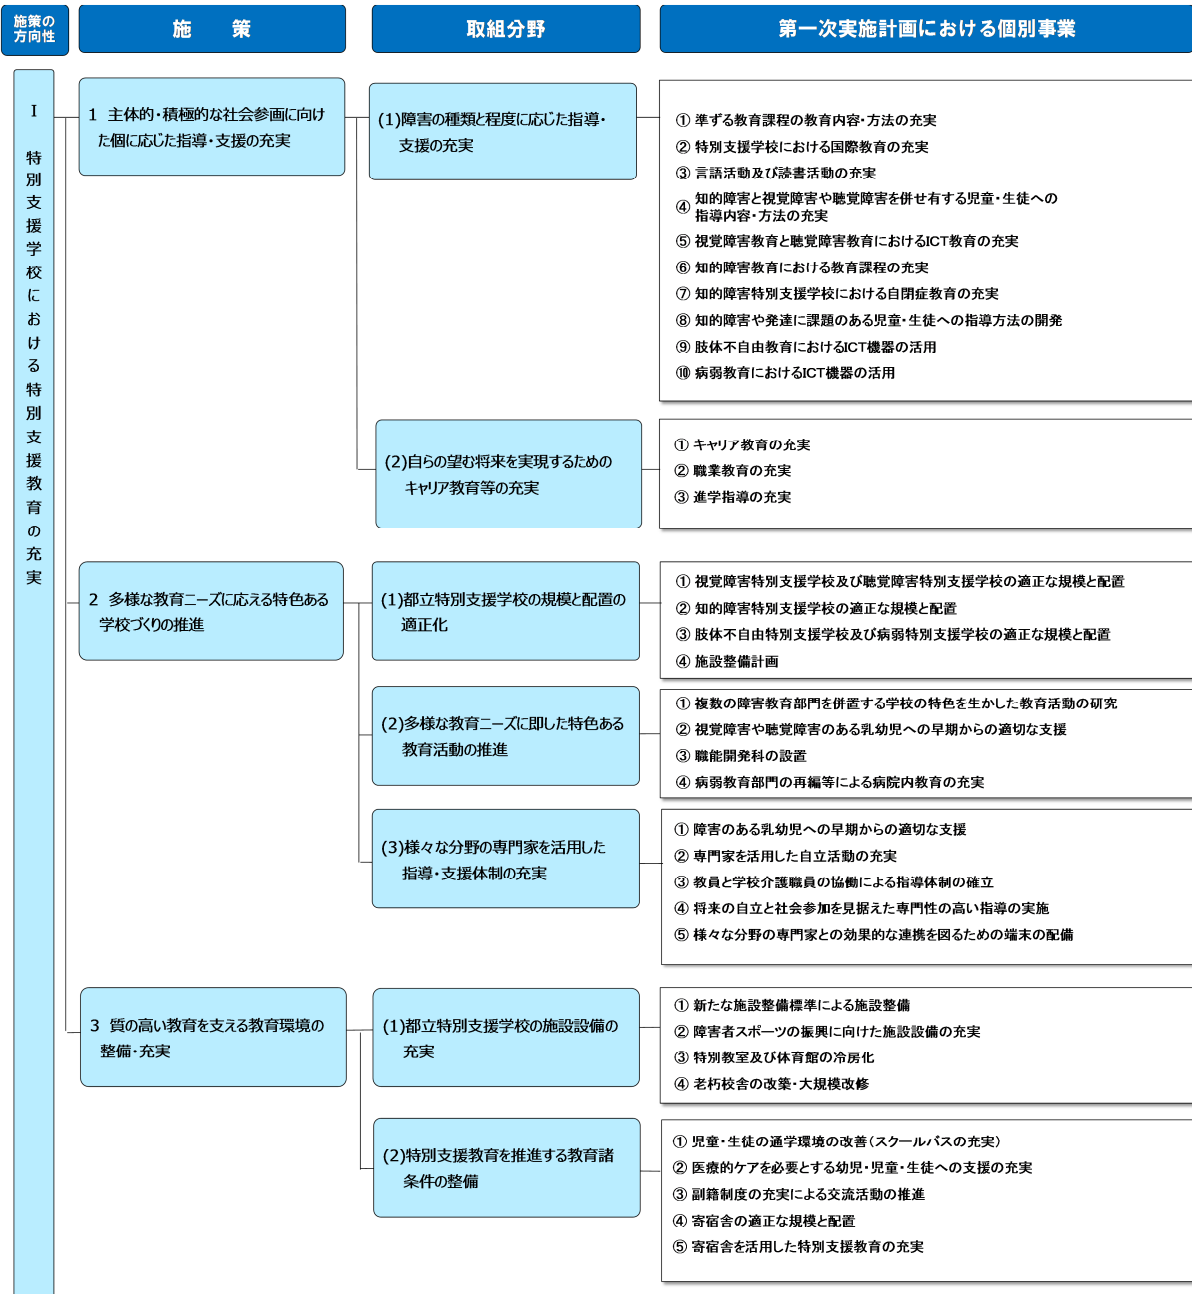 施策の
方向性
施　　策
取組分野
第一次実施計画における個別事業
Ⅰ　特別支援学校における特別支援教育の充実
1　主体的・積極的な社会参画に向け
た個に応じた指導・支援の充実
(1)障害の種類と程度に応じた指導・
支援の充実
① 準ずる教育課程の教育内容・方法の充実
② 特別支援学校における国際教育の充実
③ 言語活動及び読書活動の充実
④ 知的障害と視覚障害や聴覚障害を併せ有する児童・生徒への
指導内容・方法の充実
⑤ 視覚障害教育と聴覚障害教育におけるICT教育の充実
⑥ 知的障害教育における教育課程の充実
⑦ 知的障害特別支援学校における自閉症教育の充実
⑧ 知的障害や発達に課題のある児童・生徒への指導方法の開発
⑨ 肢体不自由教育におけるICT機器の活用
⑩ 病弱教育におけるICT機器の活用
(2)自らの望む将来を実現するための
キャリア教育等の充実
① キャリア教育の充実
② 職業教育の充実
③ 進学指導の充実
2　多様な教育ニーズに応える特色ある
学校づくりの推進
(1)都立特別支援学校の規模と配置の
適正化
① 視覚障害特別支援学校及び聴覚障害特別支援学校の適正な規模と配置
② 知的障害特別支援学校の適正な規模と配置
③ 肢体不自由特別支援学校及び病弱特別支援学校の適正な規模と配置
④ 施設整備計画
(2)多様な教育ニーズに即した特色ある
教育活動の推進
① 複数の障害教育部門を併置する学校の特色を生かした教育活動の研究
② 視覚障害や聴覚障害のある乳幼児への早期からの適切な支援
③ 職能開発科の設置
④ 病弱教育部門の再編等による病院内教育の充実
(3)様々な分野の専門家を活用した
指導・支援体制の充実
① 障害のある乳幼児への早期からの適切な支援
② 専門家を活用した自立活動の充実
③ 教員と学校介護職員の協働による指導体制の確立
④ 将来の自立と社会参加を見据えた専門性の高い指導の実施
⑤ 様々な分野の専門家との効果的な連携を図るための端末の配備
3　質の高い教育を支える教育環境の
整備・充実
(1)都立特別支援学校の施設設備の
充実
① 新たな施設整備標準による施設整備
② 障害者スポーツの振興に向けた施設設備の充実
③ 特別教室及び体育館の冷房化
④ 老朽校舎の改築・大規模改修
(2)特別支援教育を推進する教育諸
条件の整備
① 児童・生徒の通学環境の改善（スクールバスの充実）
② 医療的ケアを必要とする幼児・児童・生徒への支援の充実
③ 副籍制度の充実による交流活動の推進
④ 寄宿舎の適正な規模と配置
⑤ 寄宿舎を活用した特別支援教育の充実